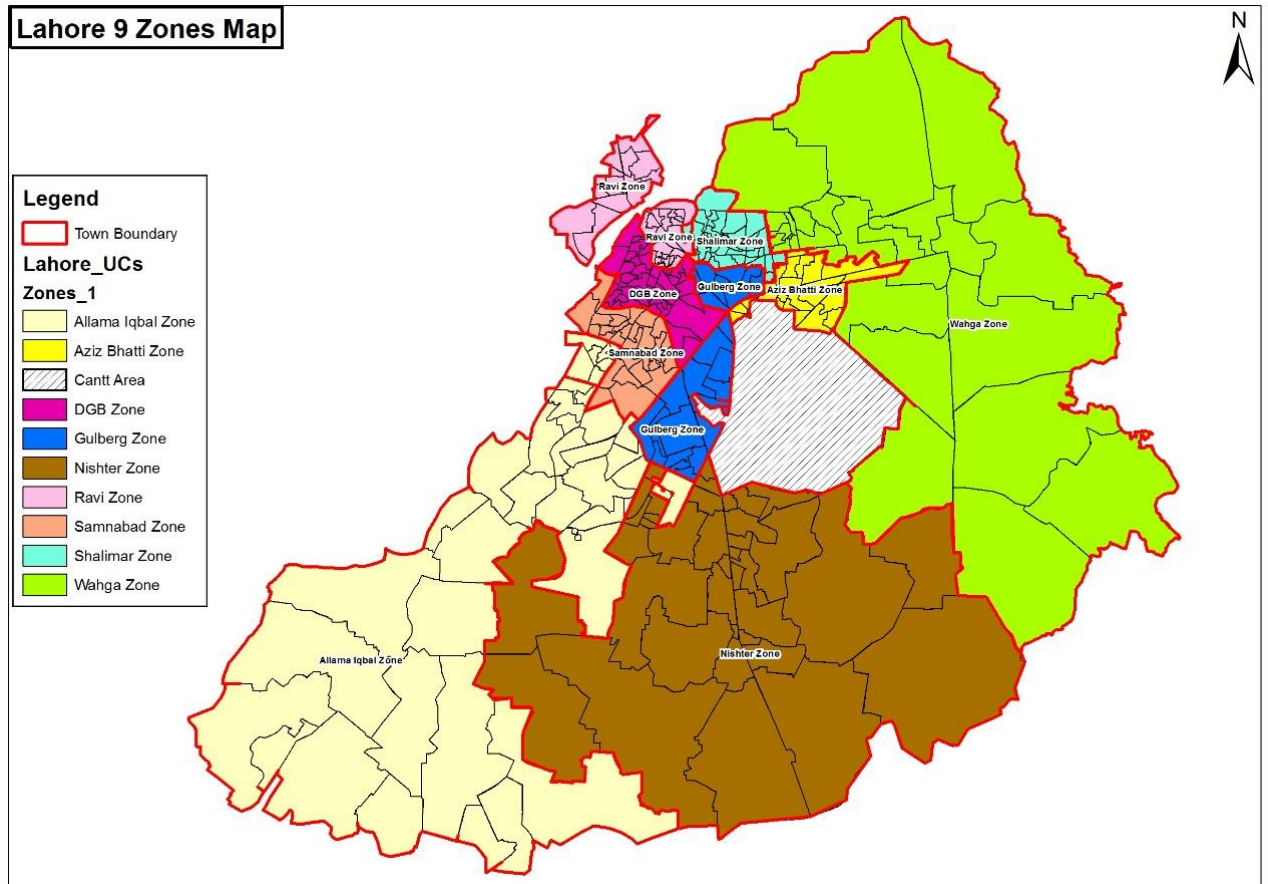 Lahore 9 Zones Map
N
Legend
Town Boundary
Lahore_UCs
Zones_1
Allama Iqbal Zone
Aziz Bhatti Zone
Cantt Area
DGB Zone
Gulberg Zone
Nishter Zone
Ravi Zone
Samnabad Zone
Shalimar Zone
Wahga Zone
Ravi Zone
Ravi Zone
Shalimar Zone
DGB Zone
Gulberg Zone
Aziz Bhatti Zone
Wahga Zone
Samnabad Zone
Gulberg Zone
Allama Iqbal Zone
Nishter Zone